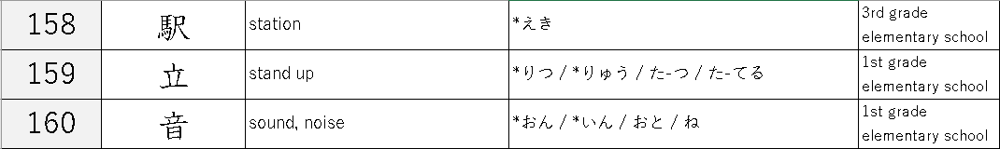 158 駅 station *えき 3rd grade
elementary school
159 立 stand up *りつ / *りゅう / た-つ / た-てる 1st grade
elementary school
160 音 sound, noise *おん / *いん / おと / ね 1st grade
elementary school